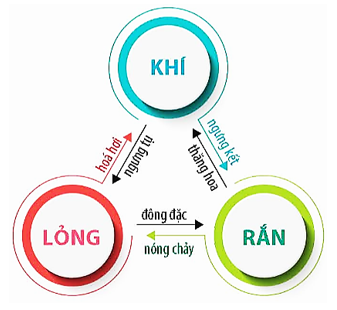 KHÍ
hoá hơi
ngưng tụ
ngưng kết
thăng hoa
LỎNG
đông đặc
nóng chảy
RẮN